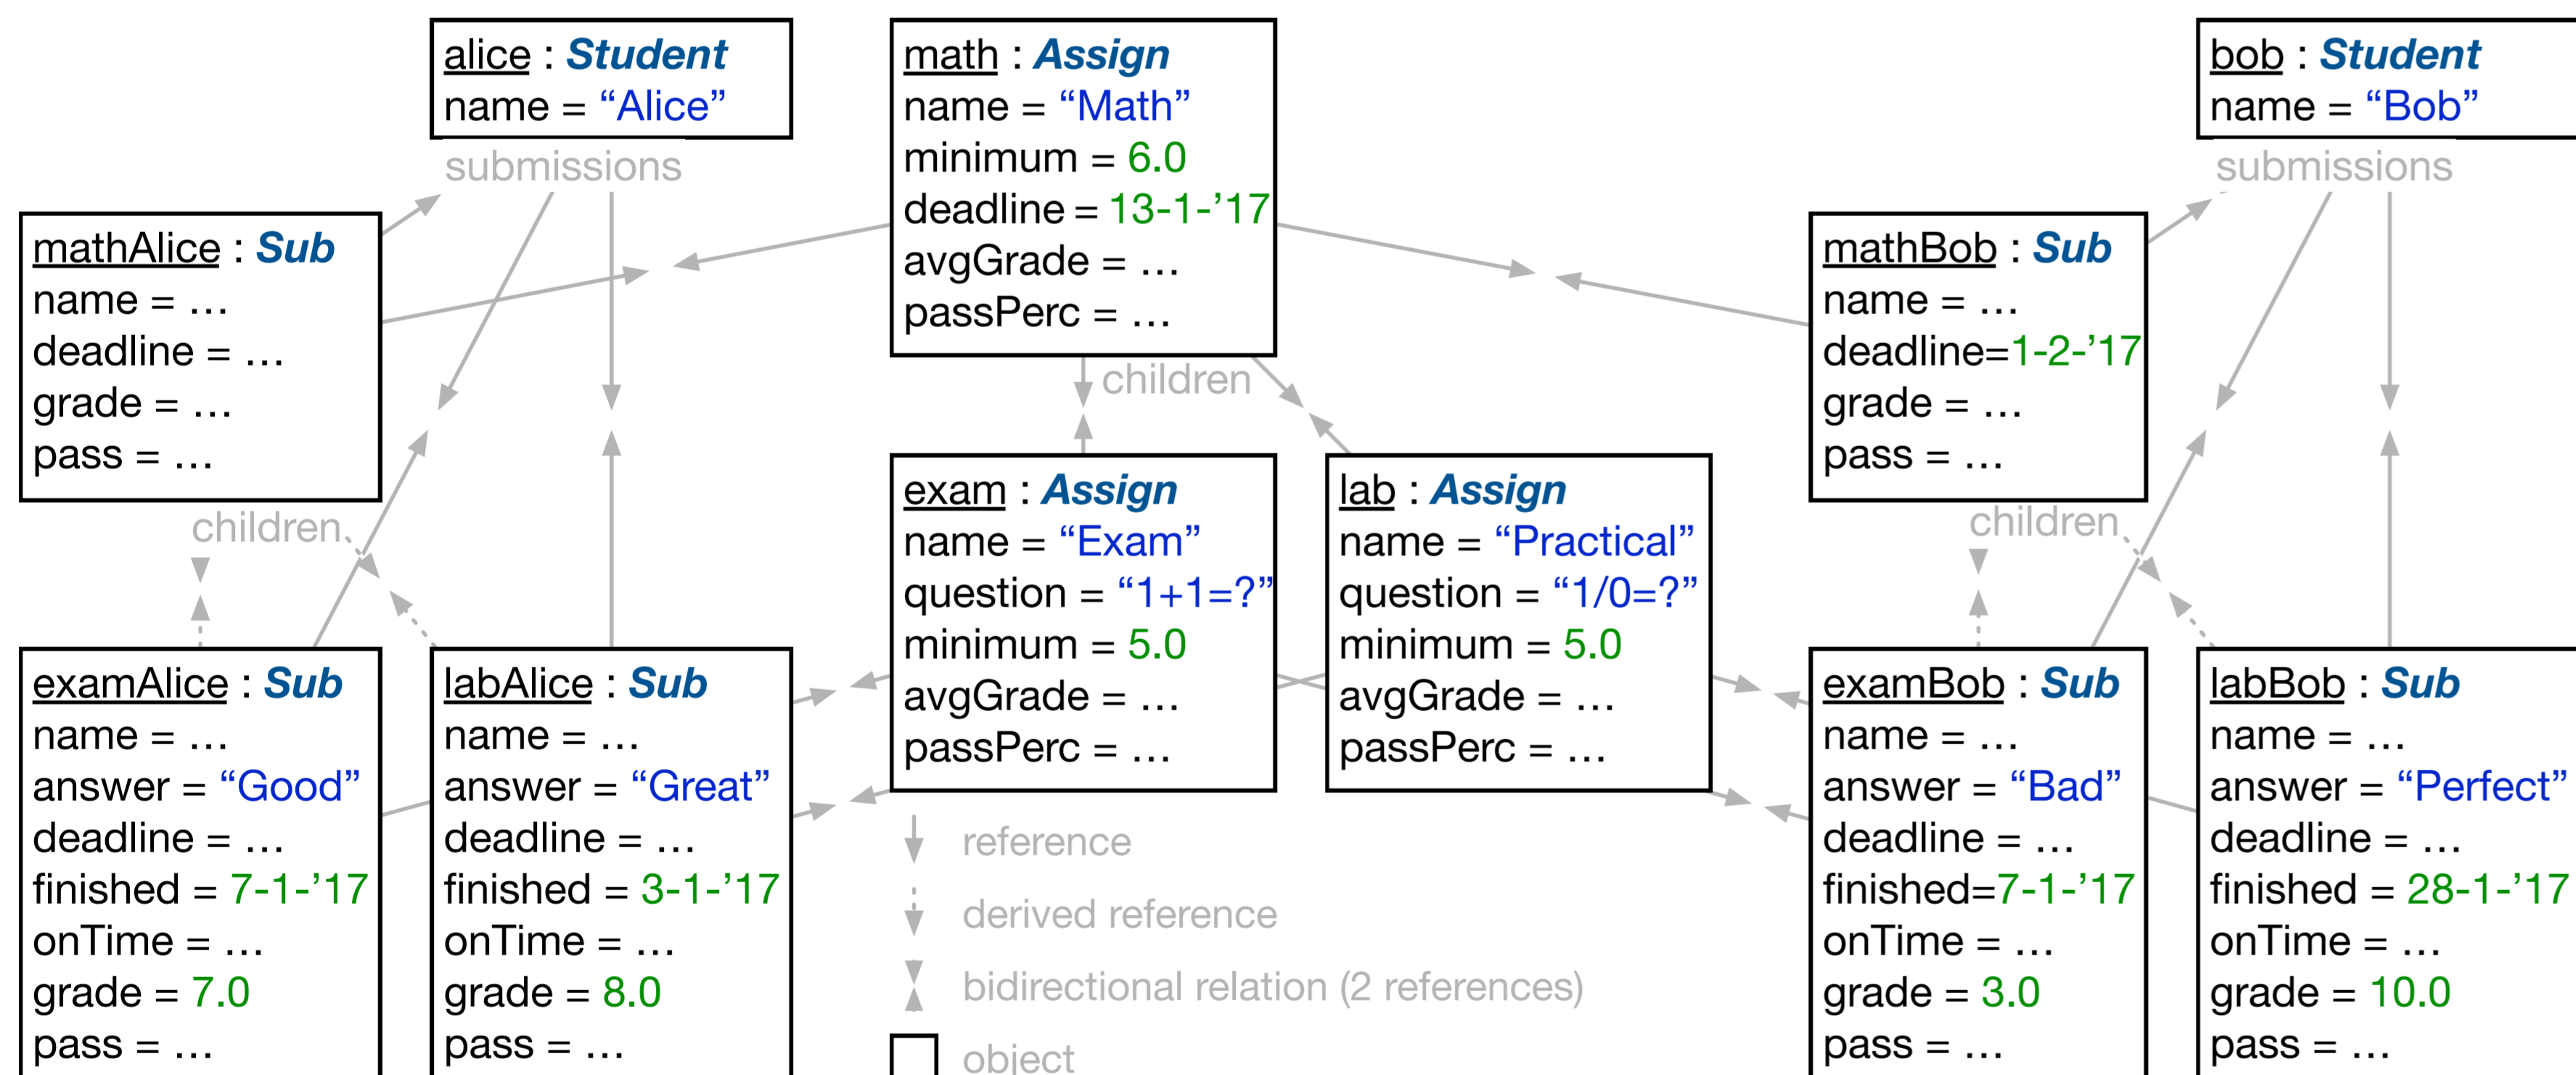 alice : Student
name = “Alice”
submissions
math : Assign
name = “Math”
minimum = 6.0
deadline = 13-1-’17
avgGrade = ...
passPerc = ...
children
bob : Student
name = “Bob”
submissions
mathAlice : Sub
name = ...
deadline = ...
grade = ...
pass = ...
children
mathBob : Sub
name = ...
deadline=1-2-’17
grade = ...
pass = ...
children
exam : Assign
name = “Exam”
question = “1+1=?”
minimum = 5.0
avgGrade = ...
passPerc = ...
lab : Assign
name = “Practical”
question = “1/0=?”
minimum = 5.0
avgGrade = ...
passPerc = ...
examAlice : Sub
name = ...
answer = “Good”
deadline = ...
finished = 7-1-’17
onTime = ...
grade = 7.0
pass = ...
labAlice : Sub
name = ...
answer = “Great”
deadline = ...
finished = 3-1-’17
onTime = ...
grade = 8.0
pass = ...
reference
derived reference
bidirectional relation (2 references)
object
examBob : Sub
name = ...
answer = “Bad”
deadline = ...
finished=7-1-’17
onTime = ...
grade = 3.0
pass = ...
labBob : Sub
name = ...
answer = “Perfect”
deadline = ...
finished = 28-1-’17
onTime = ...
grade = 10.0
pass = ...